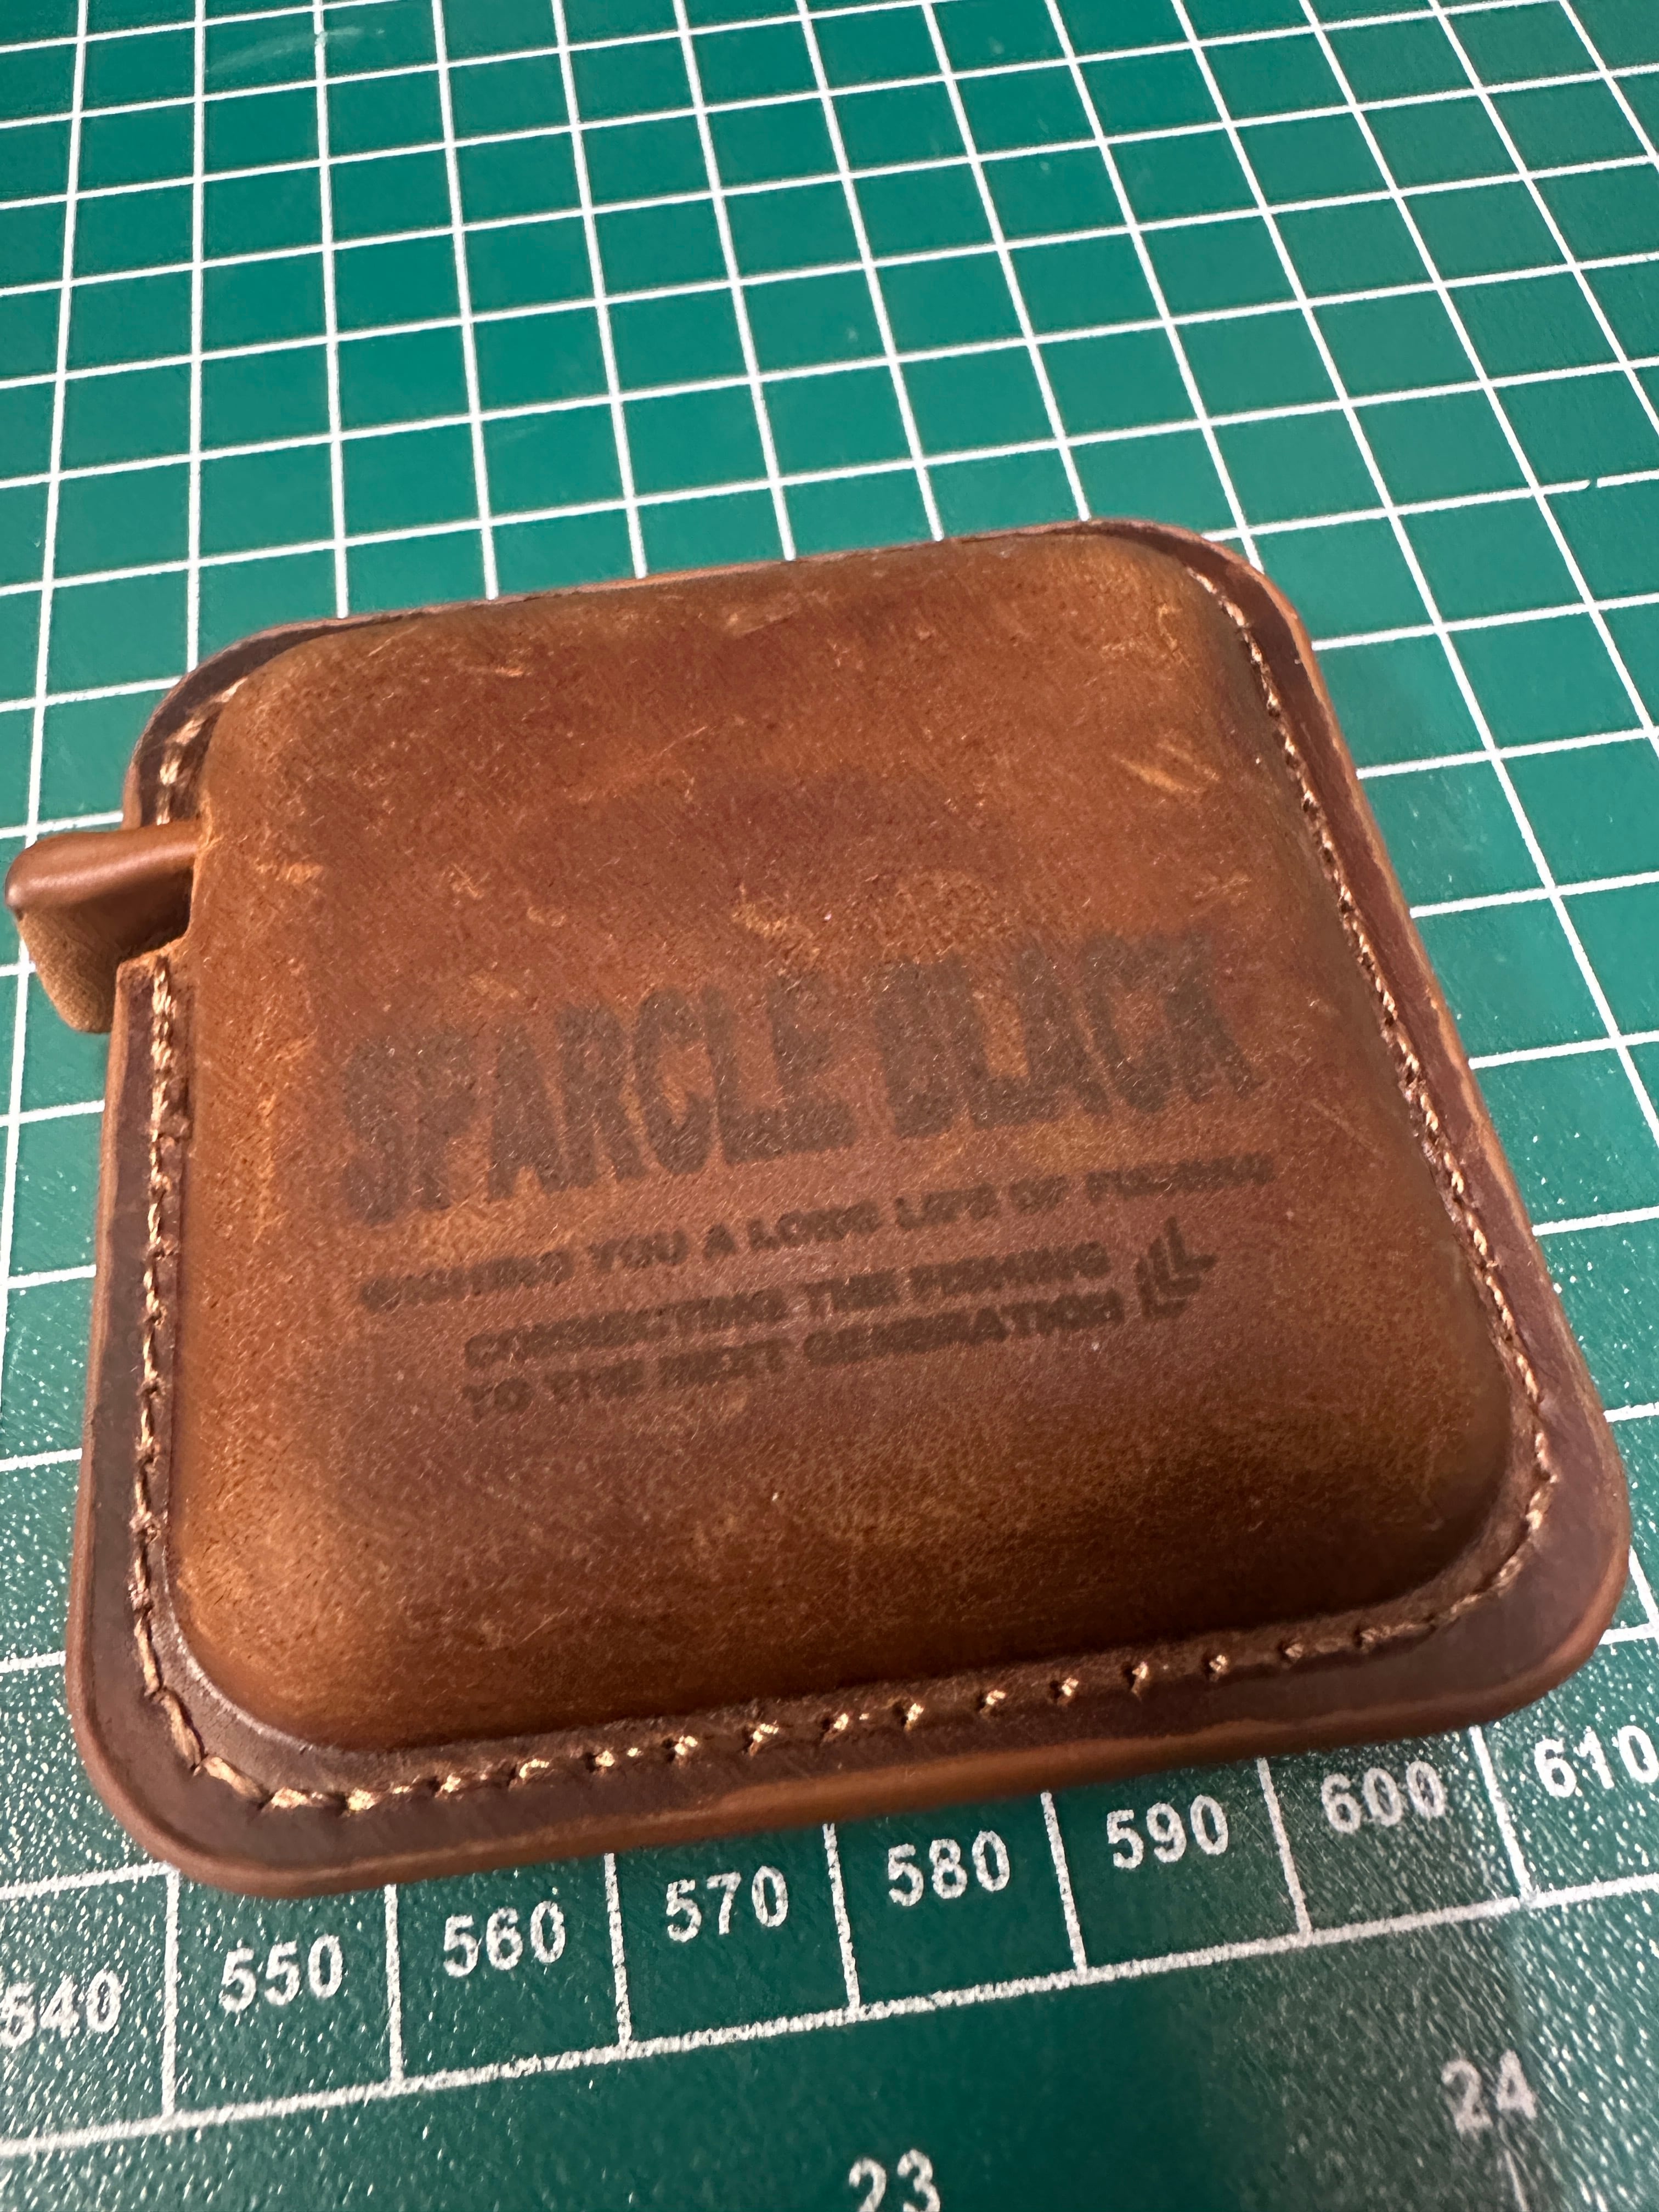 SPARCLE BLACK
YOU A LONG LIFE OF FISHING
CONNECTING THE FISHING
TO THE NEXT GENERATION
540 550 560 570 580 590 600 610
23 24